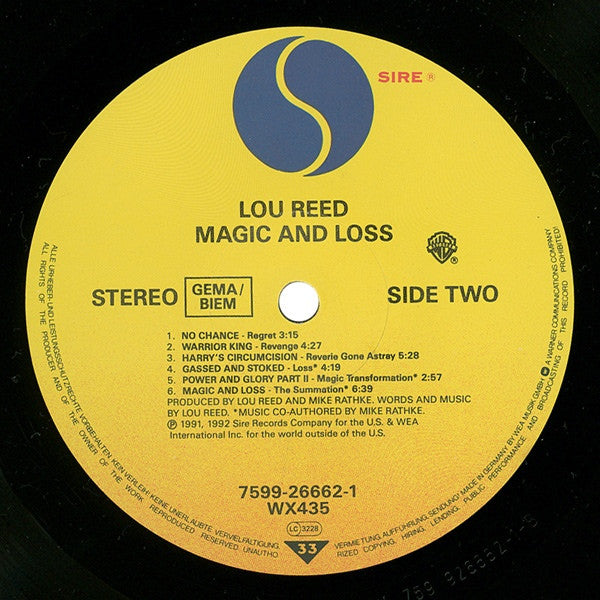 SIRE ®
LOU REED
MAGIC AND LOSS
STEREO
GEMA/
BIEM
SIDE TWO
1. NO CHANCE - Regret 3:15
2. WARRIOR KING - Revenge 4:27
3. HARRY'S CIRCUMCISION - Reverie Gone Astray 5:28
4. GASSED AND STOKED - Loss* 4:19
5. POWER AND GLORY PART II - Magic Transformation* 2:57
6. MAGIC AND LOSS - The Summation* 6:39
PRODUCED BY LOU REED AND MIKE RATHKE. WORDS AND MUSIC
BY LOU REED. *MUSIC CO-AUTHORED BY MIKE RATHKE.
℗ 1991, 1992 Sire Records Company for the U.S. & WEA
International Inc. for the world outside of the U.S.
7599-26662-1
WX435
LC 3228
33
ALLE URHEBER- UND LEISTUNGSSCHUTZRECHTE VORBEHALTEN. KEIN VERLEIH! KEINE UNERLAUBTE VERVIELFÄLTIGUNG, VERMIETUNG, AUFFÜHRUNG, SENDUNG! MADE IN GERMANY BY WEA MUSIK GMBH. A WARNER COMMUNICATIONS COMPANY
ALL RIGHTS OF THE PRODUCER AND OF THE OWNER OF THE WORK REPRODUCED RESERVED. UNAUTHORIZED COPYING, HIRING, LENDING, PUBLIC PERFORMANCE AND BROADCASTING OF THIS RECORD PROHIBITED!